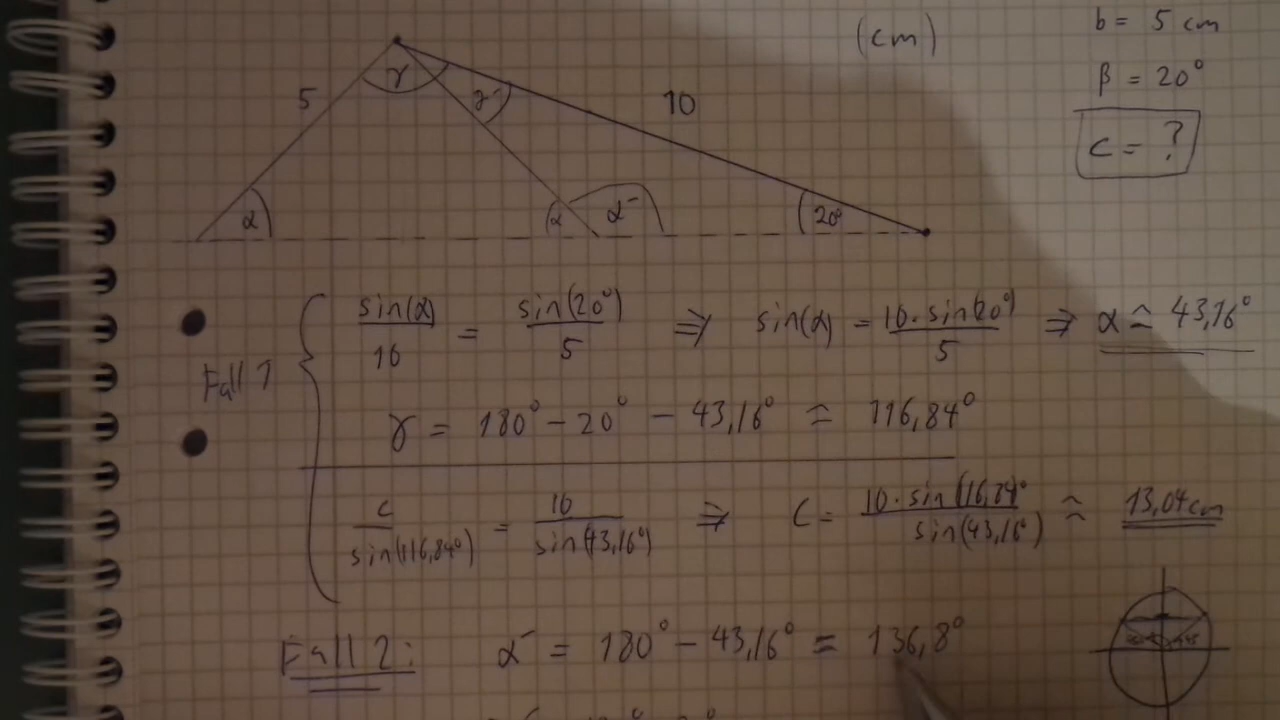 (cm)
b = 5 cm
β = 20°
c = ?
γ
5
γ⁻
10
α
α
α⁻
20°
sin(α)/10 = sin(20°)/5 ⇒ sin(α) = 10·sin(20°)/5 ⇒ α ≃ 43,16°
Fall 1
γ = 180° − 20° − 43,16° = 116,84°
c/sin(116,84°) = 10/sin(43,16°) ⇒ c = 10·sin(116,84°)/sin(43,16°) ≈ 13,04cm
Fall 2: α⁻ = 180° − 43,16° = 136,8°